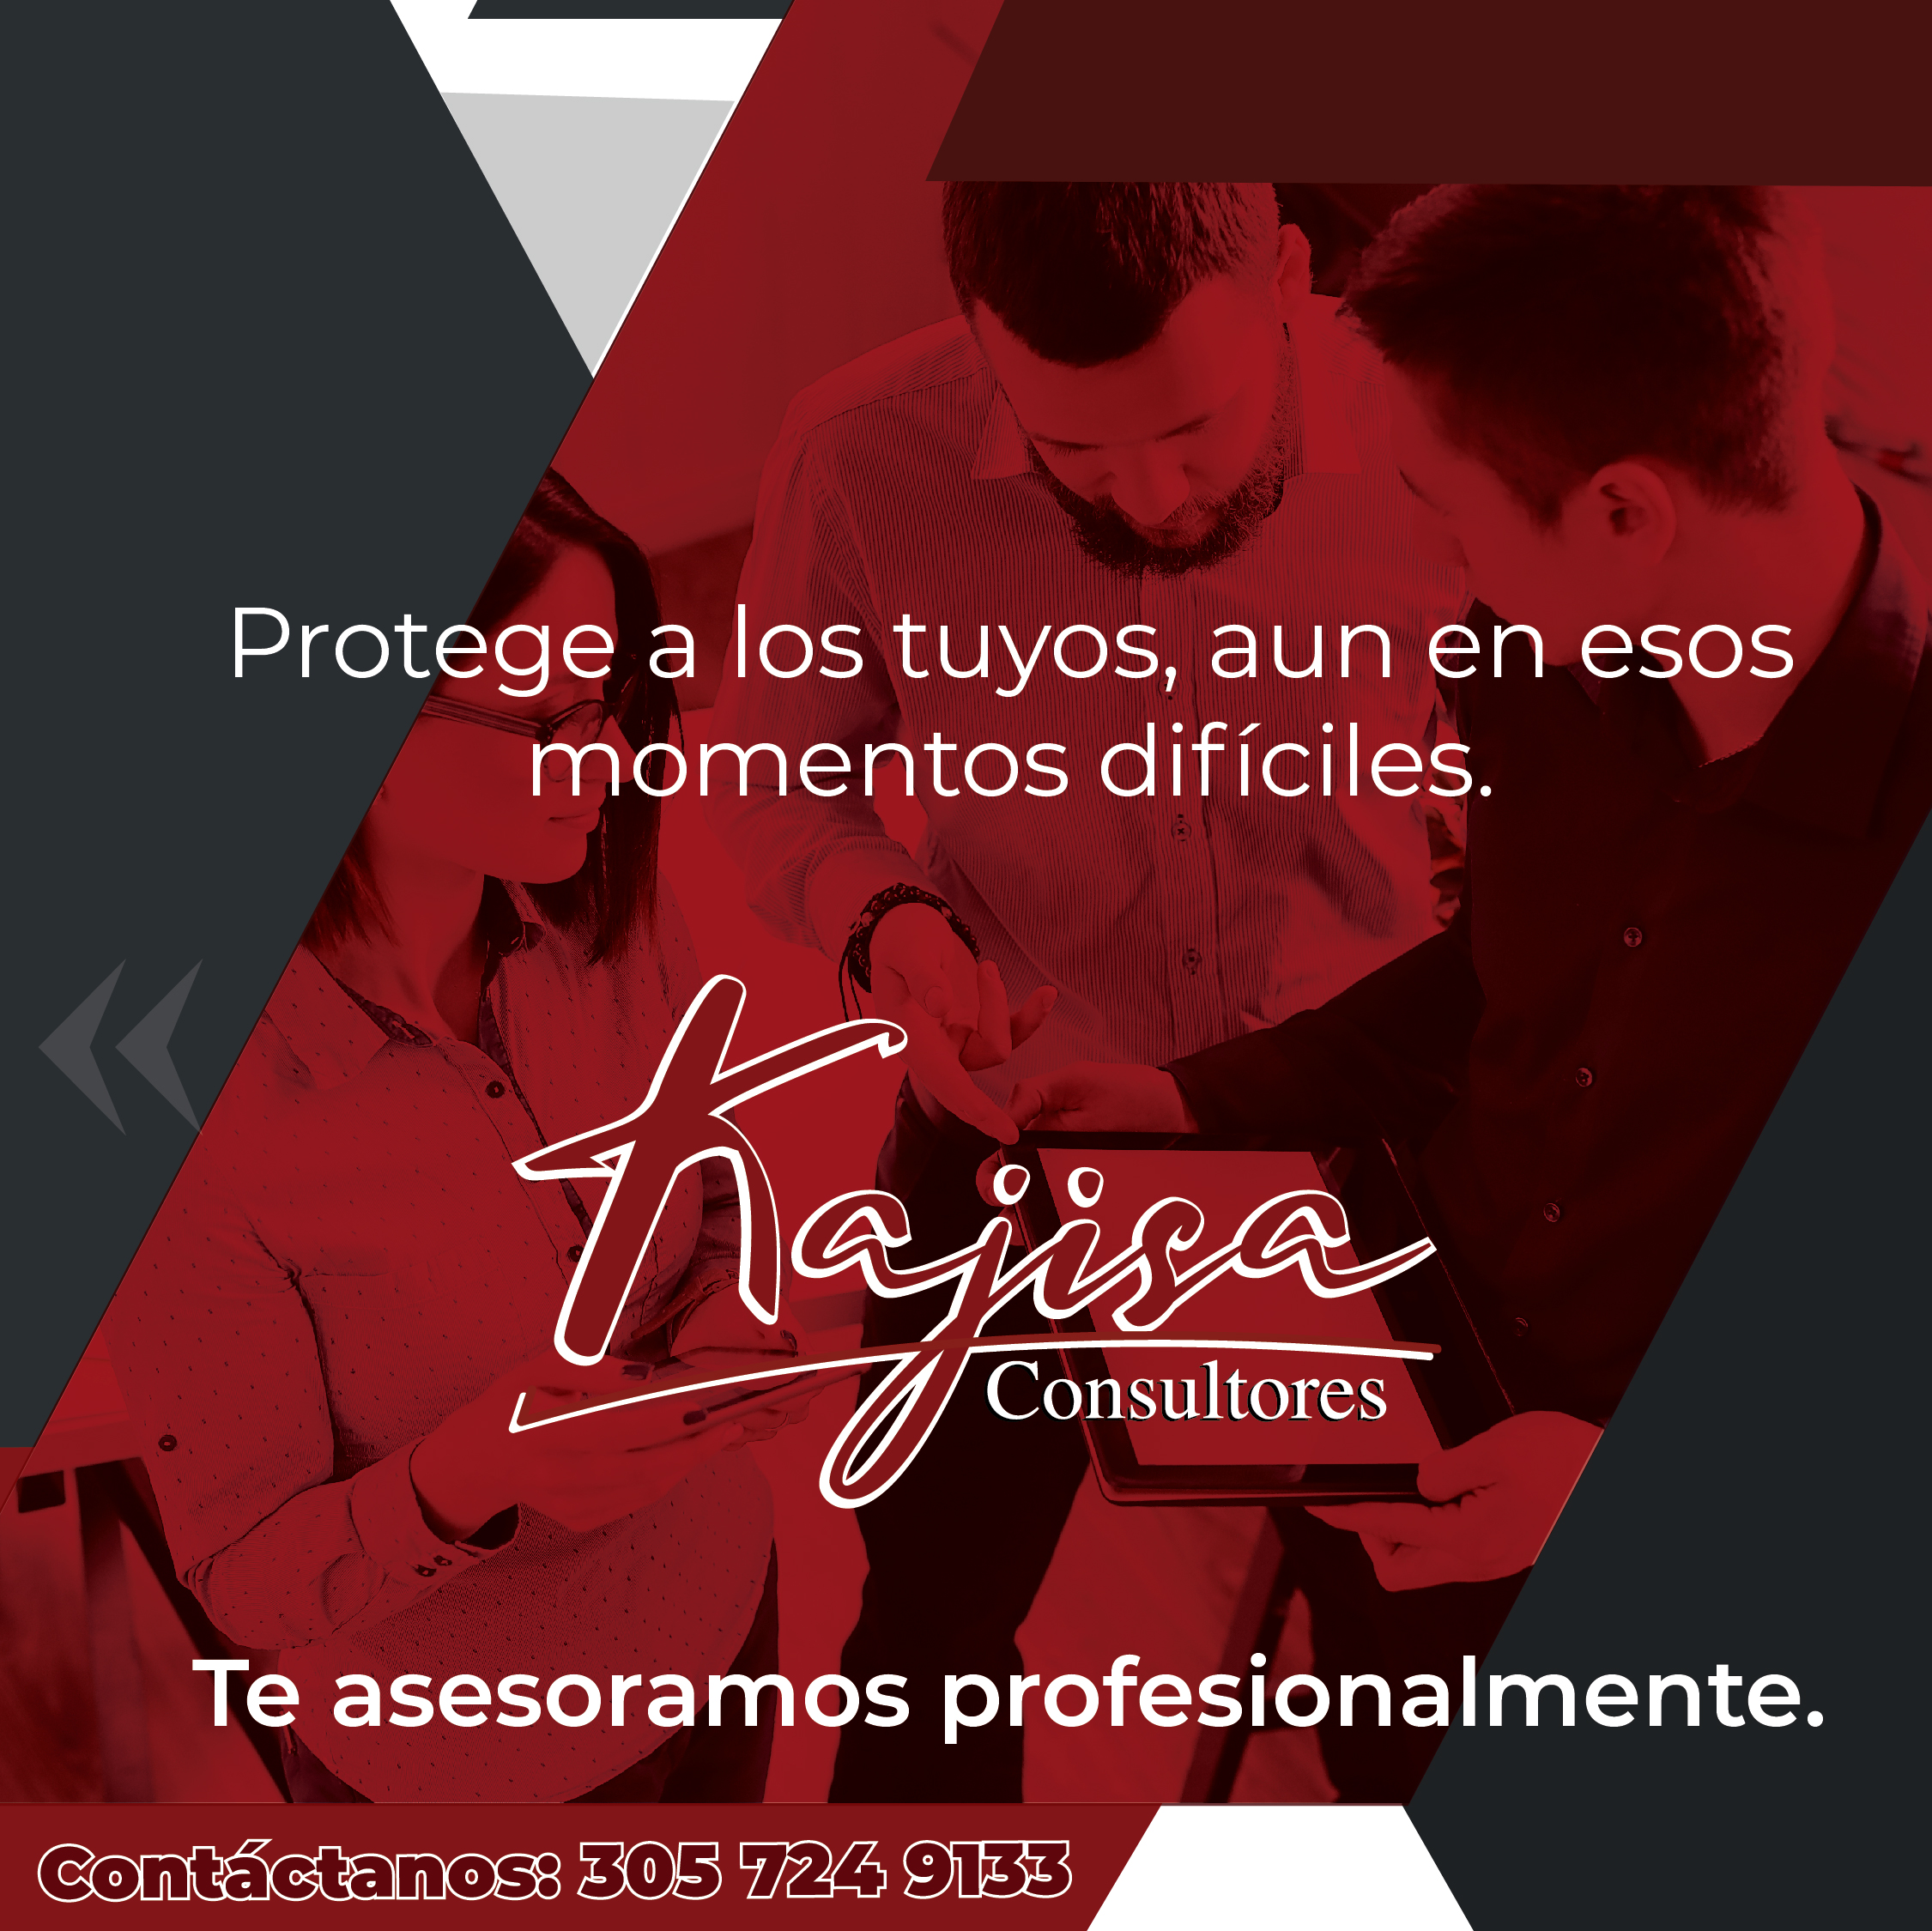 Protege a los tuyos, aun en esos
momentos difíciles.
Kajisa
Consultores
Te asesoramos profesionalmente.
Contáctanos: 305 724 9133